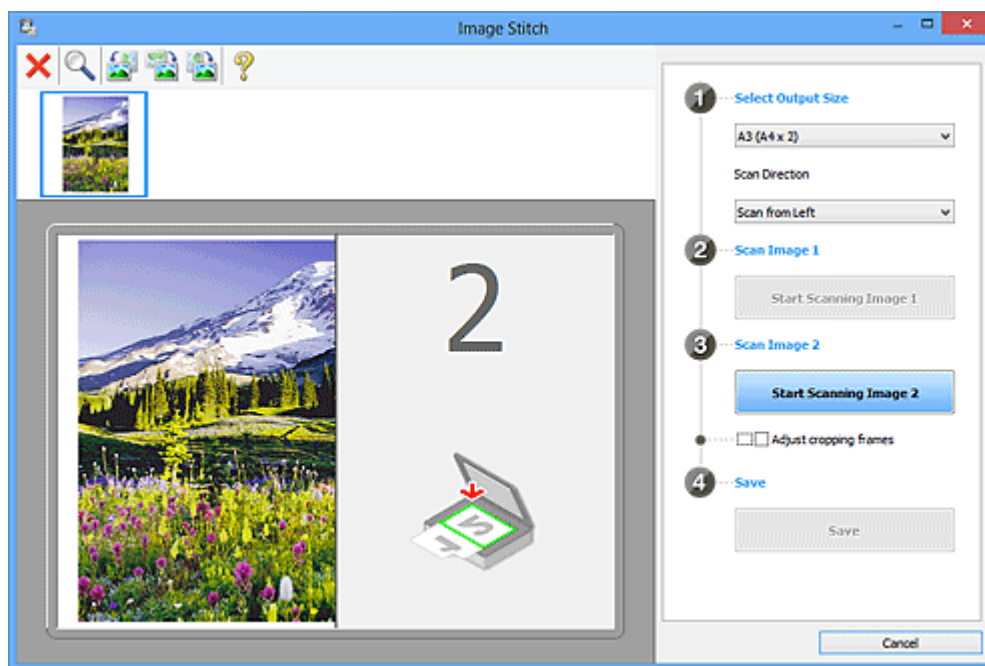 Image Stitch
1 Select Output Size
A3 (A4 x 2)
Scan Direction
Scan from Left
2 Scan Image 1
Start Scanning Image 1
3 Scan Image 2
Start Scanning Image 2
Adjust cropping frames
4 Save
Save
Cancel
2
1
2